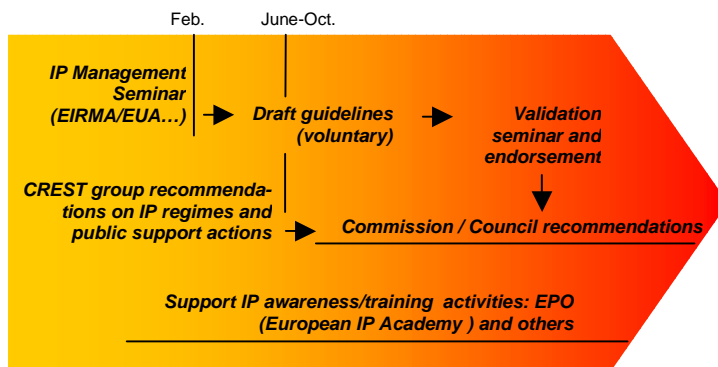 Feb.
June-Oct.
IP Management
Seminar
(EIRMA/EUA…)
Draft guidelines
(voluntary)
Validation
seminar and
endorsement
CREST group recommenda-
tions on IP regimes and
public support actions
Commission / Council recommendations
Support IP awareness/training activities: EPO
(European IP Academy ) and others